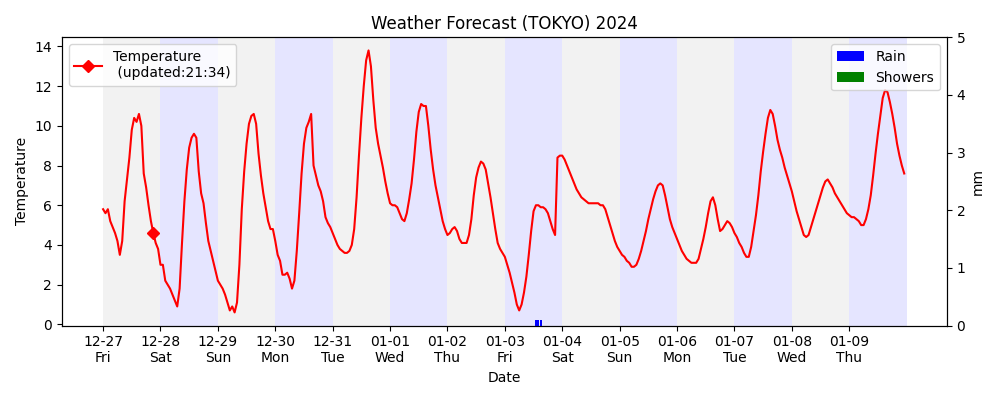 Weather Forecast (TOKYO) 2024
Temperature
(updated:21:34)
Rain
Showers
Temperature
14
12
10
8
6
4
2
0
5
4
3
2
1
0
mm
12-27 12-28 12-29 12-30 12-31 01-01 01-02 01-03 01-04 01-05 01-06 01-07 01-08 01-09
Fri Sat Sun Mon Tue Wed Thu Fri Sat Sun Mon Tue Wed Thu
Date